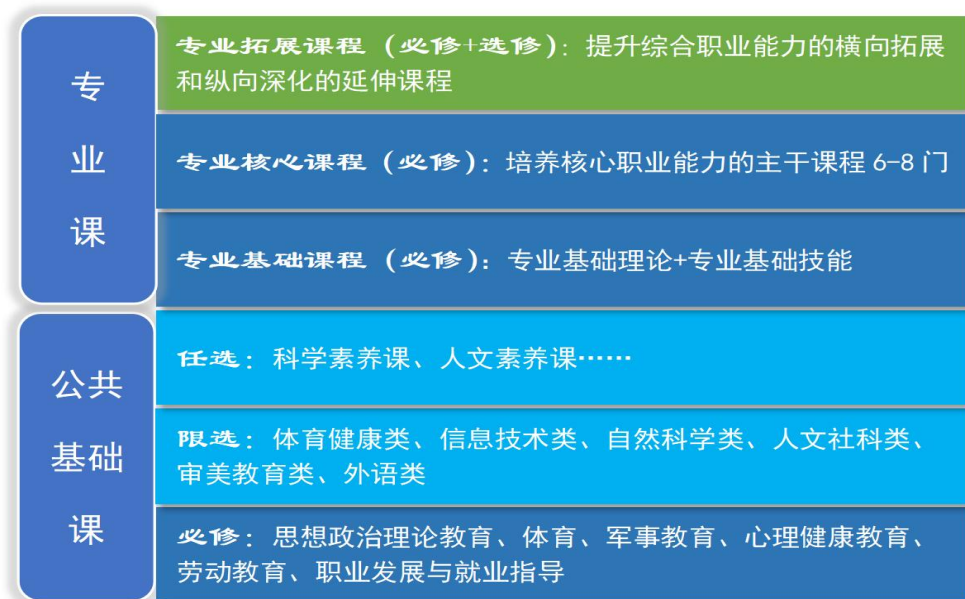 专
业
课
专业拓展课程（必修+选修）：提升综合职业能力的横向拓展
和纵向深化的延伸课程
专业核心课程（必修）：培养核心职业能力的主干课程 6-8 门
专业基础课程（必修）：专业基础理论+专业基础技能
公共
基础
课
任选：科学素养课、人文素养课……
限选：体育健康类、信息技术类、自然科学类、人文社科类、
审美教育类、外语类
必修：思想政治理论教育、体育、军事教育、心理健康教育、
劳动教育、职业发展与就业指导